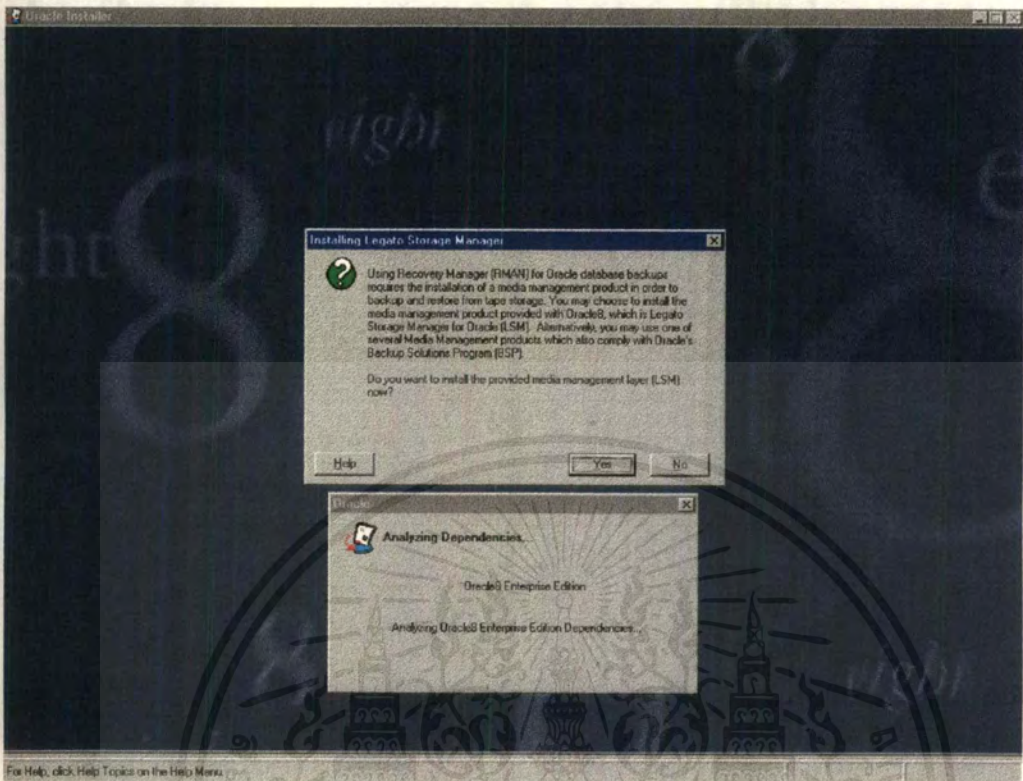 Oracle Installer
right
ght
8
Installing Legato Storage Manager
Using Recovery Manager (RMAN) for Oracle database backups
requires the installation of a media management product in order to
backup and restore from tape storage. You may choose to install the
media management product provided with Oracle8, which is Legato
Storage Manager for Oracle (LSM). Alternatively, you may use one of
several Media Management products which also comply with Oracle's
Backup Solutions Program (BSP).
Do you want to install the provided media management layer (LSM)
now?
Help
Yes
No
Oracle
Analyzing Dependencies...
Oracle8 Enterprise Edition
Analyzing Oracle8 Enterprise Edition Dependencies...
right
For Help, click Help Topics on the Help Menu.